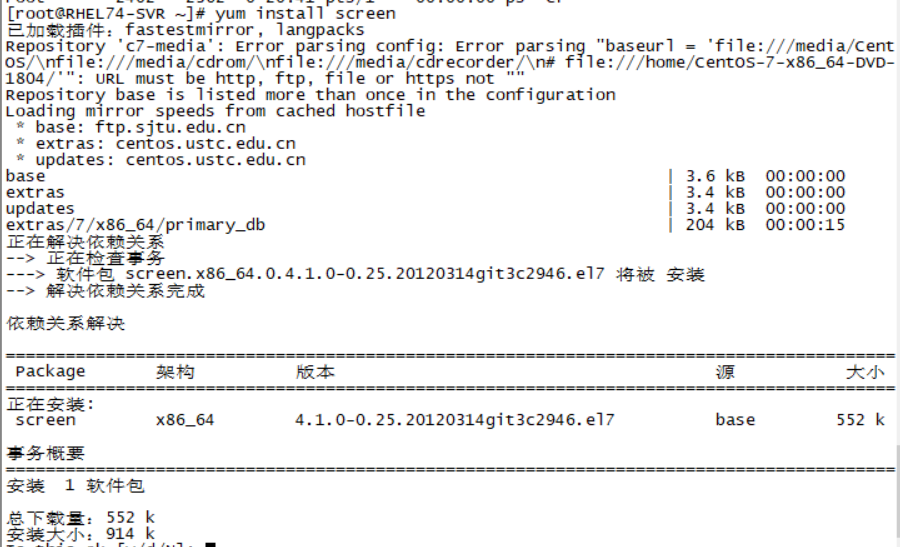 [root@RHEL74-SVR ~]# yum install screen
已加载插件：fastestmirror, langpacks
Repository 'c7-media': Error parsing config: Error parsing "baseurl = 'file:///media/Cent
OS/\nfile:///media/cdrom/\nfile:///media/cdrecorder/\n# file:///home/CentOS-7-x86_64-DVD-
1804/'": URL must be http, ftp, file or https not ""
Repository base is listed more than once in the configuration
Loading mirror speeds from cached hostfile
* base: ftp.sjtu.edu.cn
* extras: centos.ustc.edu.cn
* updates: centos.ustc.edu.cn
base | 3.6 kB 00:00:00
extras | 3.4 kB 00:00:00
updates | 3.4 kB 00:00:00
extras/7/x86_64/primary_db | 204 kB 00:00:15
正在解决依赖关系
--> 正在检查事务
---> 软件包 screen.x86_64.0.4.1.0-0.25.20120314git3c2946.el7 将被 安装
--> 解决依赖关系完成
依赖关系解决
================================================================================
Package 架构 版本 源 大小
================================================================================
正在安装:
screen x86_64 4.1.0-0.25.20120314git3c2946.el7 base 552 k
事务概要
================================================================================
安装 1 软件包
总下载量：552 k
安装大小：914 k